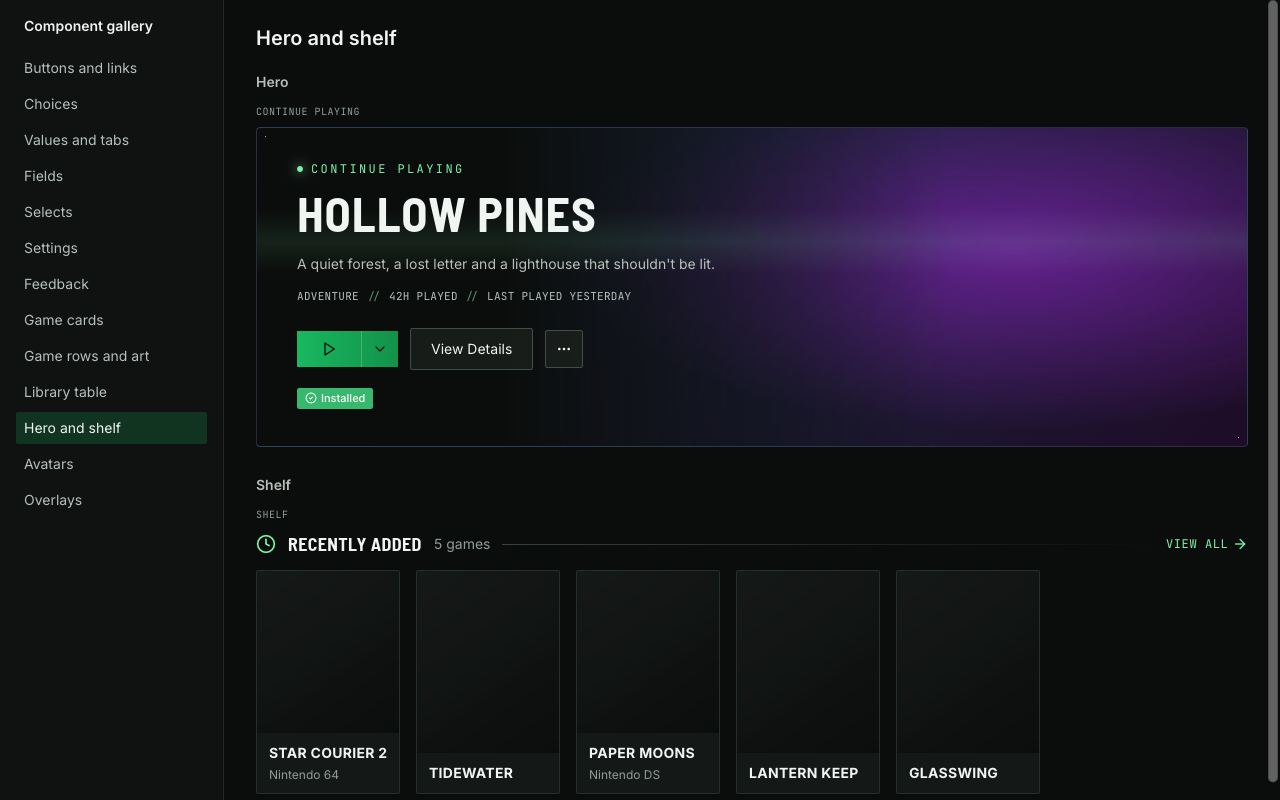 Component gallery
Buttons and links
Choices
Values and tabs
Fields
Selects
Settings
Feedback
Game cards
Game rows and art
Library table
Hero and shelf
Avatars
Overlays
Hero and shelf
Hero
CONTINUE PLAYING
CONTINUE PLAYING
HOLLOW PINES
A quiet forest, a lost letter and a lighthouse that shouldn't be lit.
ADVENTURE // 42H PLAYED // LAST PLAYED YESTERDAY
View Details
Installed
Shelf
SHELF
RECENTLY ADDED 5 games VIEW ALL
STAR COURIER 2
Nintendo 64
TIDEWATER
PAPER MOONS
Nintendo DS
LANTERN KEEP
GLASSWING